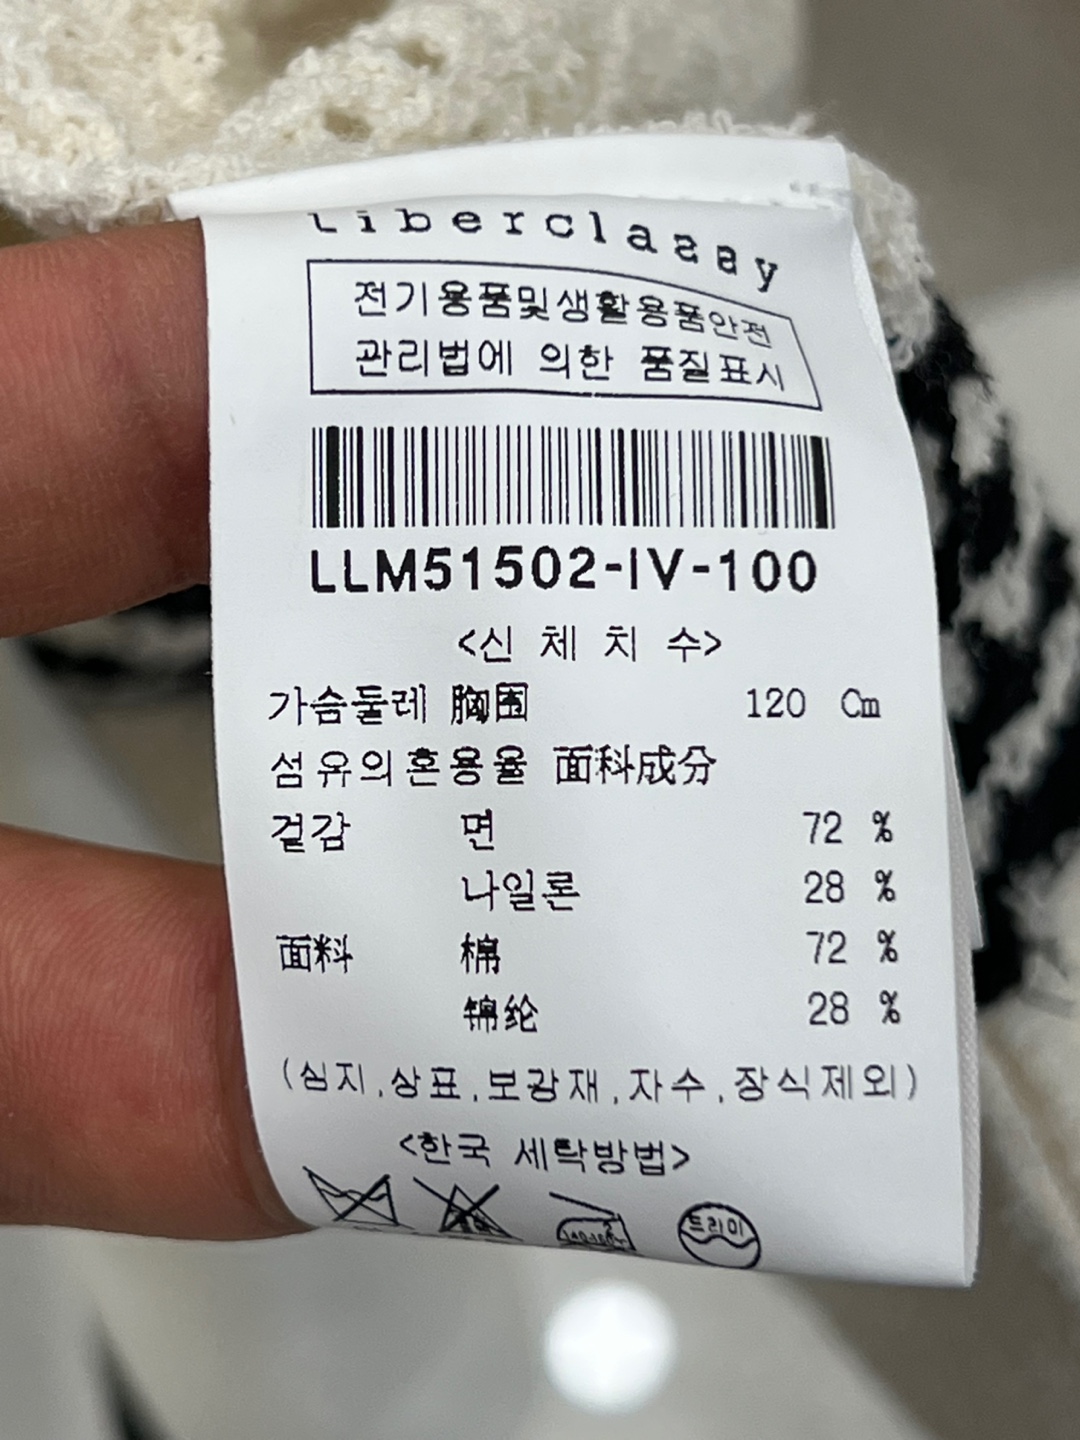 Liberclassy
전기용품및생활용품안전
관리법에 의한 품질표시
LLM51502-IV-100
<신 체 치 수>
가슴둘레 胸围 120 Cm
섬유의혼용율 面科成分
겉감 면 72 %
나일론 28 %
面料 棉 72 %
锦纶 28 %
(심지,상표,보강재,자수,장식제외)
<한국 세탁방법>
드라이